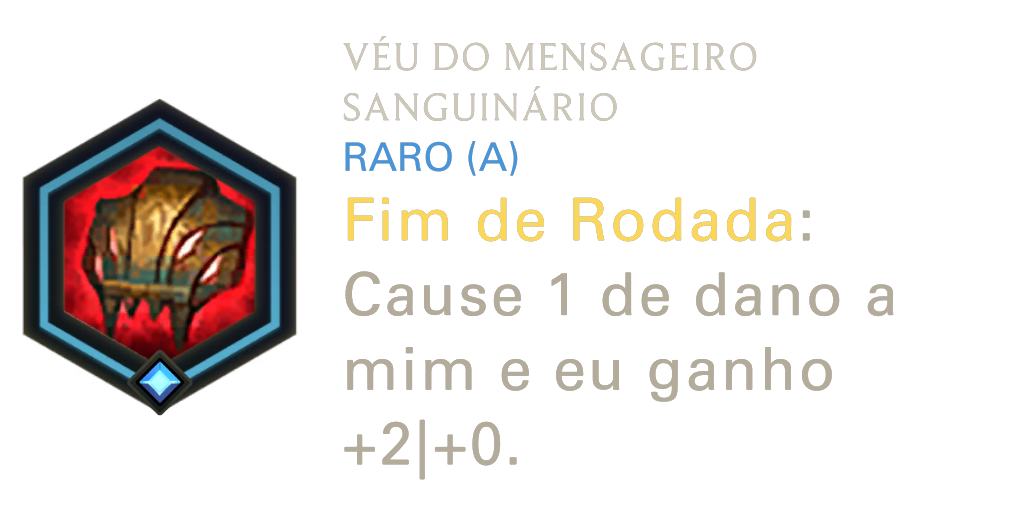 VÉU DO MENSAGEIRO
SANGUINÁRIO
RARO (A)
Fim de Rodada:
Cause 1 de dano a
mim e eu ganho
+2|+0.